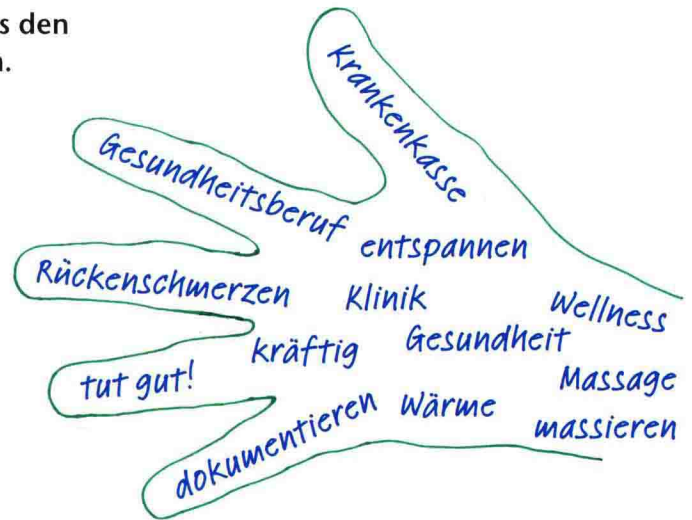 s den
.
Krankenkasse
Gesundheitsberuf
entspannen
Rückenschmerzen
Klinik
Wellness
kräftig
Gesundheit
tut gut!
Massage
dokumentieren
Wärme
massieren